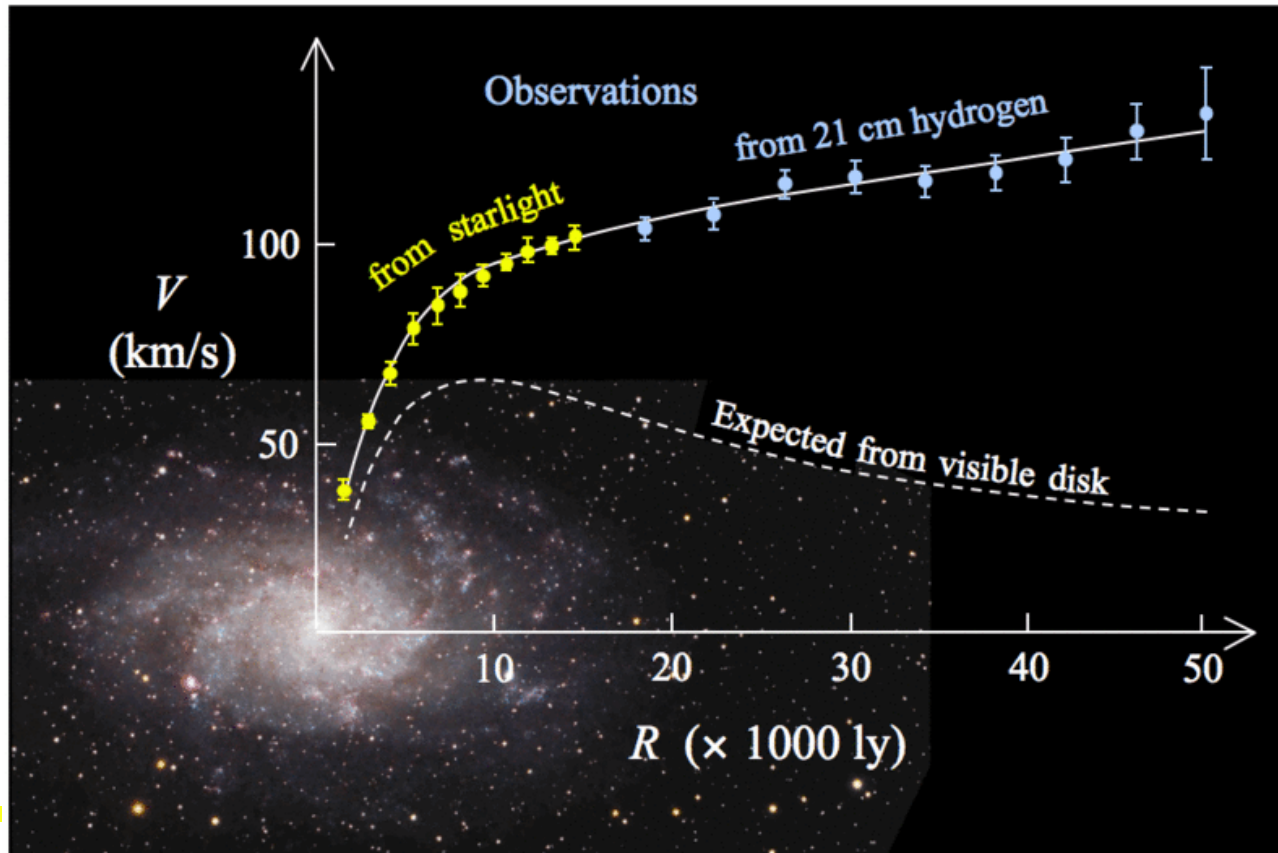 Observations
from 21 cm hydrogen
from starlight
100
V
(km/s)
50
Expected from visible disk
10
20
30
40
50
R (× 1000 ly)